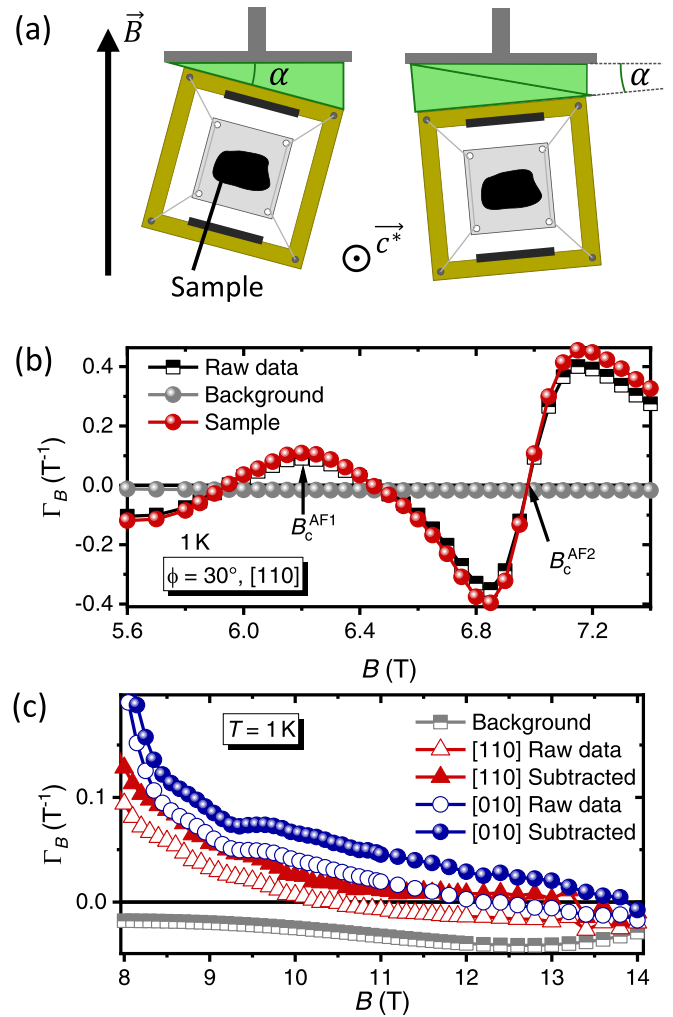 (a)
B
α
α
c*
Sample
(b)
Raw data
Background
Sample
Γ_B (T⁻¹)
0.4
0.2
0.0
-0.2
-0.4
B_c^AF1
B_c^AF2
1 K
ϕ = 30°, [110]
5.6 6.0 6.4 6.8 7.2
B (T)
(c)
T = 1 K
Background
[110] Raw data
[110] Subtracted
[010] Raw data
[010] Subtracted
Γ_B (T⁻¹)
0.1
0.0
8 9 10 11 12 13 14
B (T)